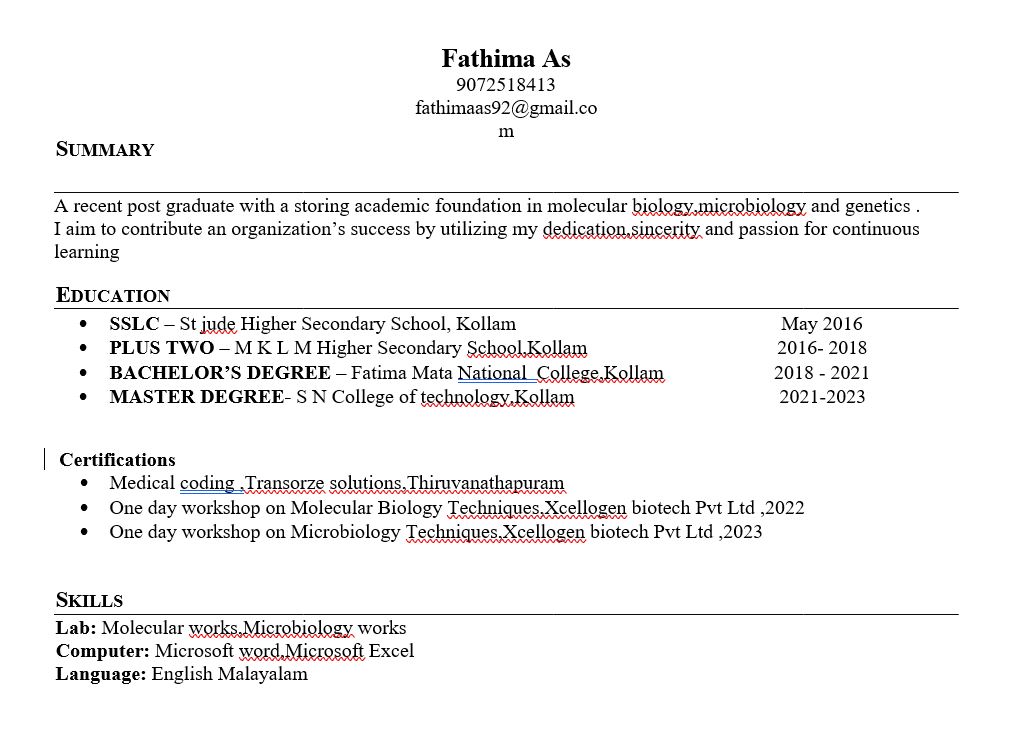 Fathima As
9072518413
fathimaas92@gmail.co
m
SUMMARY
A recent post graduate with a storing academic foundation in molecular biology,microbiology and genetics .
I aim to contribute an organization’s success by utilizing my dedication,sincerity and passion for continuous
learning
EDUCATION
• SSLC – St jude Higher Secondary School, Kollam May 2016
• PLUS TWO – M K L M Higher Secondary School,Kollam 2016- 2018
• BACHELOR’S DEGREE – Fatima Mata National College,Kollam 2018 - 2021
• MASTER DEGREE- S N College of technology,Kollam 2021-2023
Certifications
• Medical coding ,Transorze solutions,Thiruvanathapuram
• One day workshop on Molecular Biology Techniques,Xcellogen biotech Pvt Ltd ,2022
• One day workshop on Microbiology Techniques,Xcellogen biotech Pvt Ltd ,2023
SKILLS
Lab: Molecular works,Microbiology works
Computer: Microsoft word,Microsoft Excel
Language: English Malayalam